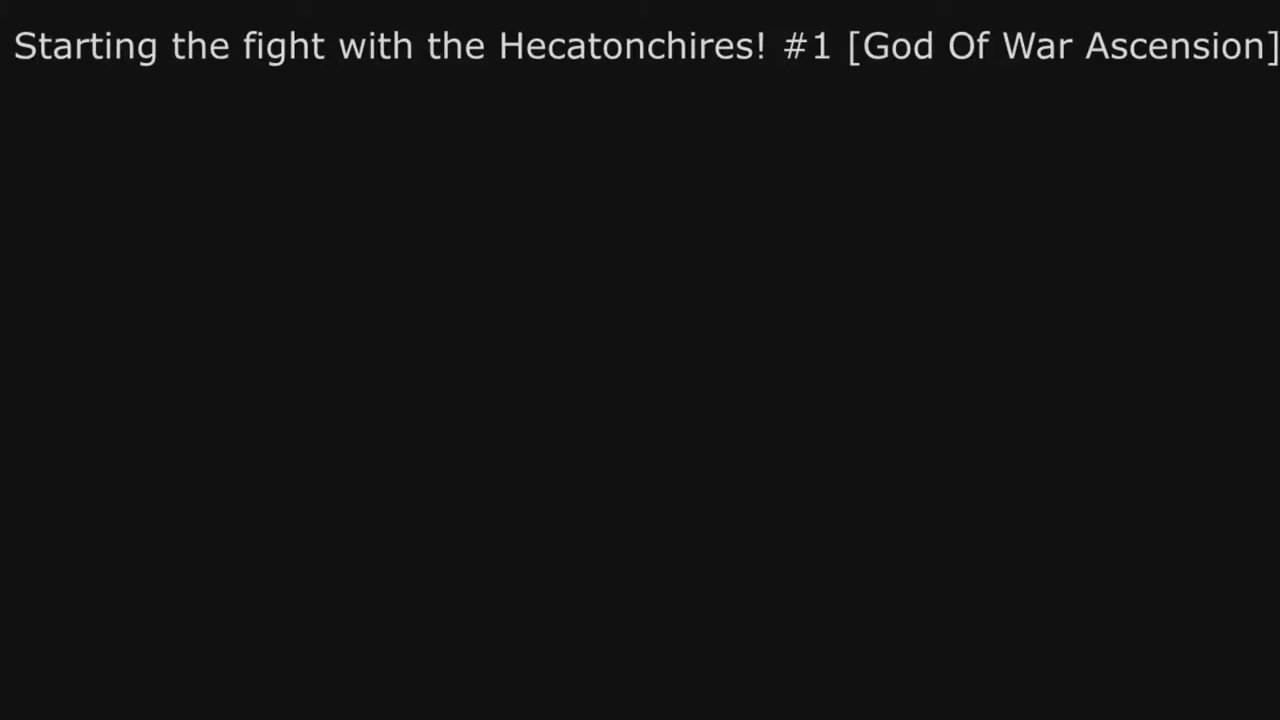 Starting the fight with the Hecatonchires! #1 [God Of War Ascension]